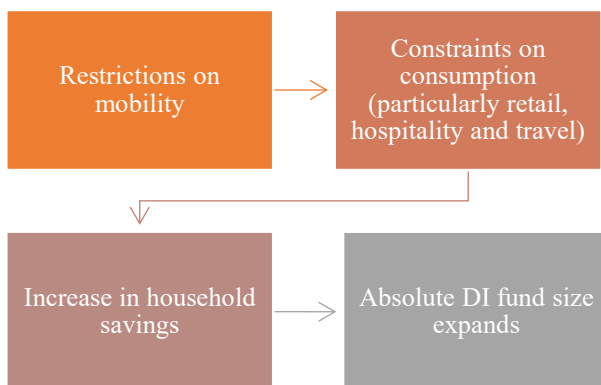 Restrictions on
mobility
Constraints on
consumption
(particularly retail,
hospitality and travel)
Increase in household
savings
Absolute DI fund size
expands